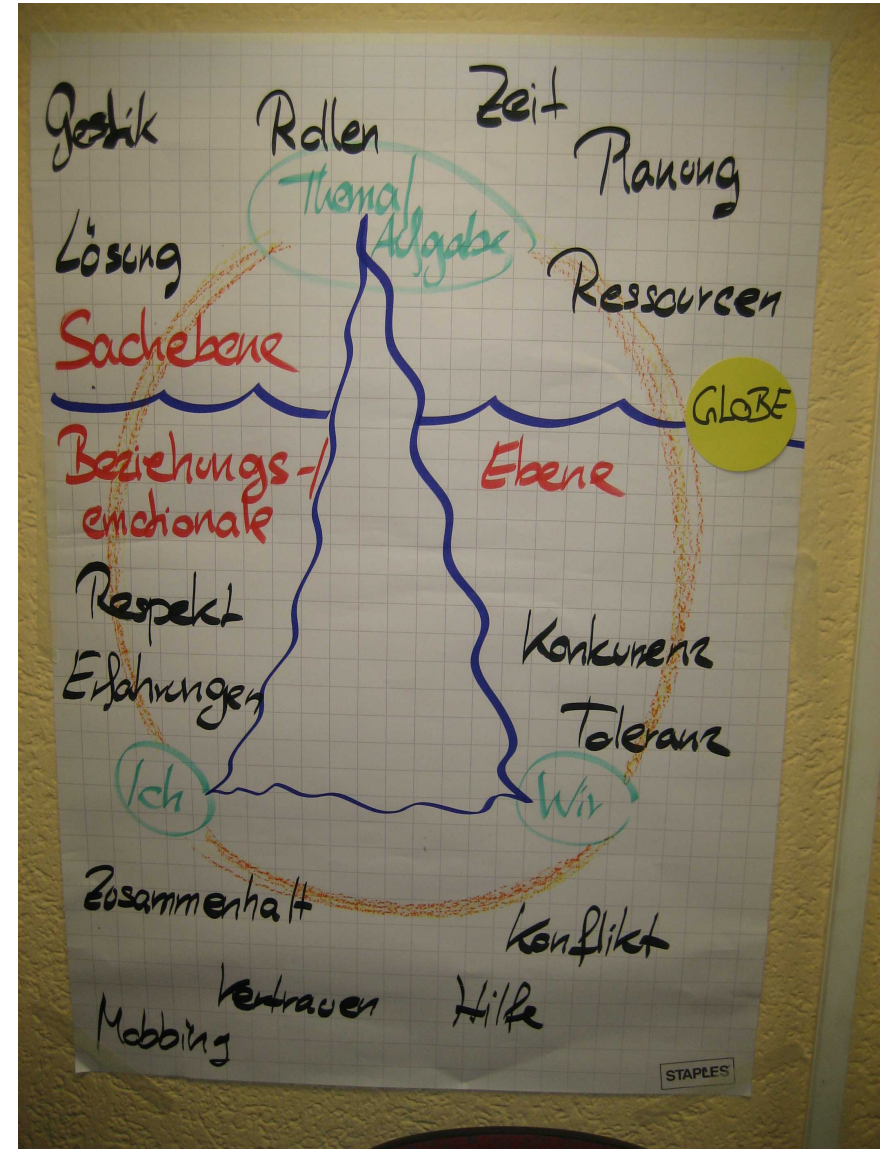 Gestik
Rollen
Zeit
Planung
Thema/
Aufgabe
Lösung
Ressourcen
Sachebene
GLOBE
Beziehungs-/
emotionale
Ebene
Respekt
Konkurenz
Erfahrungen
Toleranz
Ich
Wir
Zusammenhalt
Konflikt
Vertrauen
Hilfe
Mobbing
STAPLES